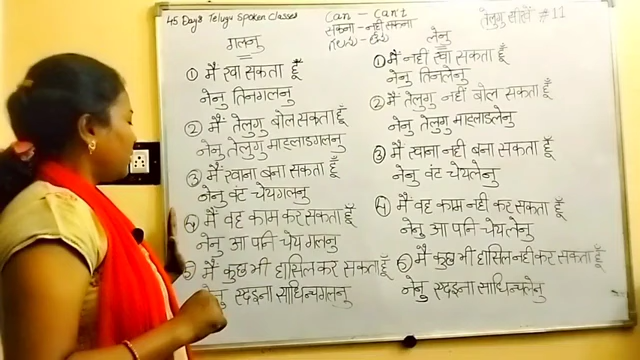 45 Days Telugu Spoken Classes
Can - Can't
सकना - नहीं सकना
तेलुगु सीखें #11
गलनु
① मैं खा सकता हूँ
नेनु तिनगलनु
② मैं तेलुगु बोल सकता हूँ
नेनु तेलुगु माट्लाडगलनु
③ मैं खाना बना सकता हूँ
नेनु वंट चेयगलनु
④ मैं वह काम कर सकता हूँ
नेनु आ पनि चेय गलनु
⑤ मैं कुछ भी हासिल कर सकता हूँ
नेनु साधिन्चगलनु
लेनु
① मैं नहीं खा सकता हूँ
नेनु तिनलेनु
② मैं तेलुगु नहीं बोल सकता हूँ
नेनु तेलुगु माट्लाडलेनु
③ मैं खाना नहीं बना सकता हूँ
नेनु वंट चेयलेनु
④ मैं वह काम नहीं कर सकता हूँ
नेनु आ पनि चेयलेनु
⑤ मैं कुछ भी हासिल नहीं कर सकता हूँ
नेनु साधिन्चलेनु